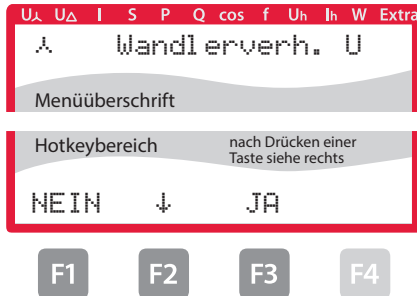 U⅄ U△ I S P Q cos f Uh Ih W Extra
⅄ Wandlerverh. U
Menüüberschrift
Hotkeybereich
nach Drücken einer
Taste siehe rechts
NEIN ↓ JA
F1 F2 F3 F4